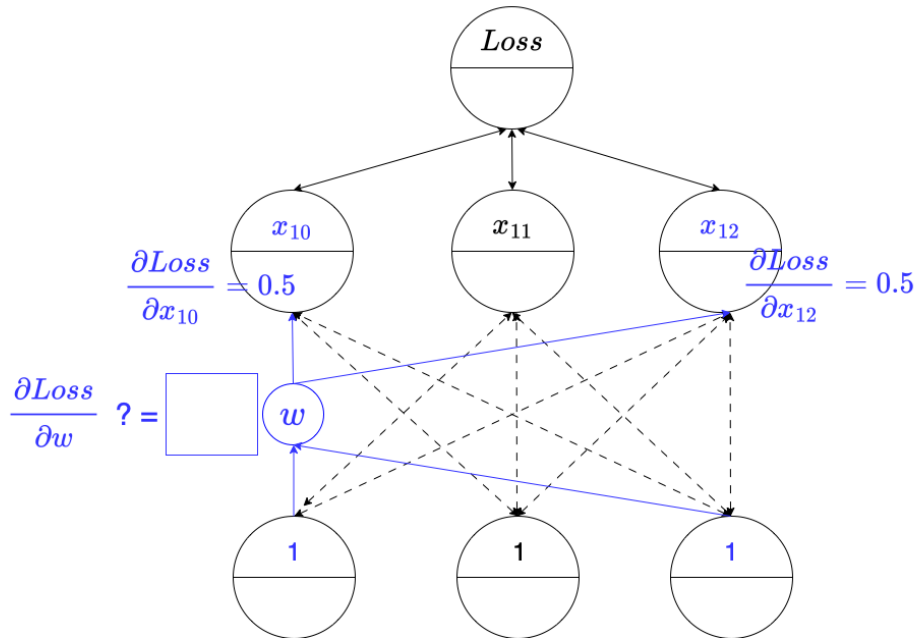 Loss
x₁₀ x₁₁ x₁₂
∂Loss/∂x₁₀ = 0.5
∂Loss/∂x₁₂ = 0.5
∂Loss/∂w ? =
w
1 1 1